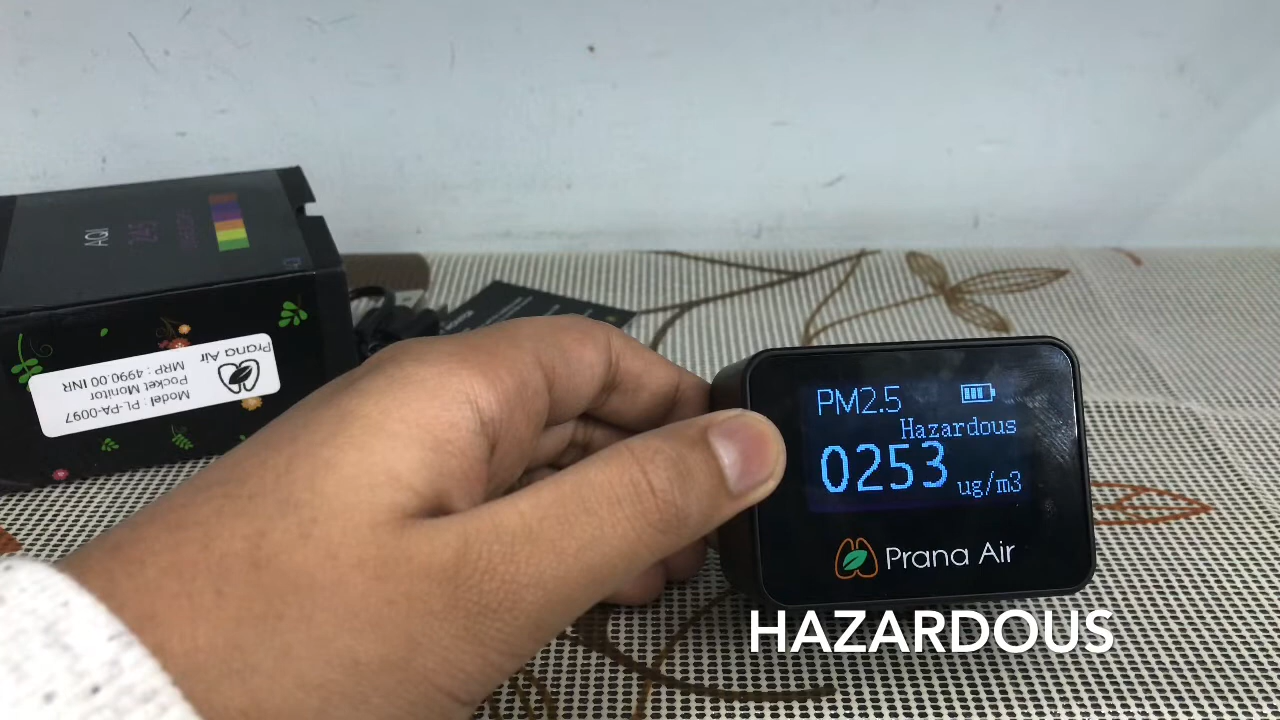 AQI
245
Prana Air
Pocket Monitor
Model : PL-PA-0097
MRP : 4990.00 INR
PM2.5
Hazardous
0253 ug/m3
Prana Air
HAZARDOUS